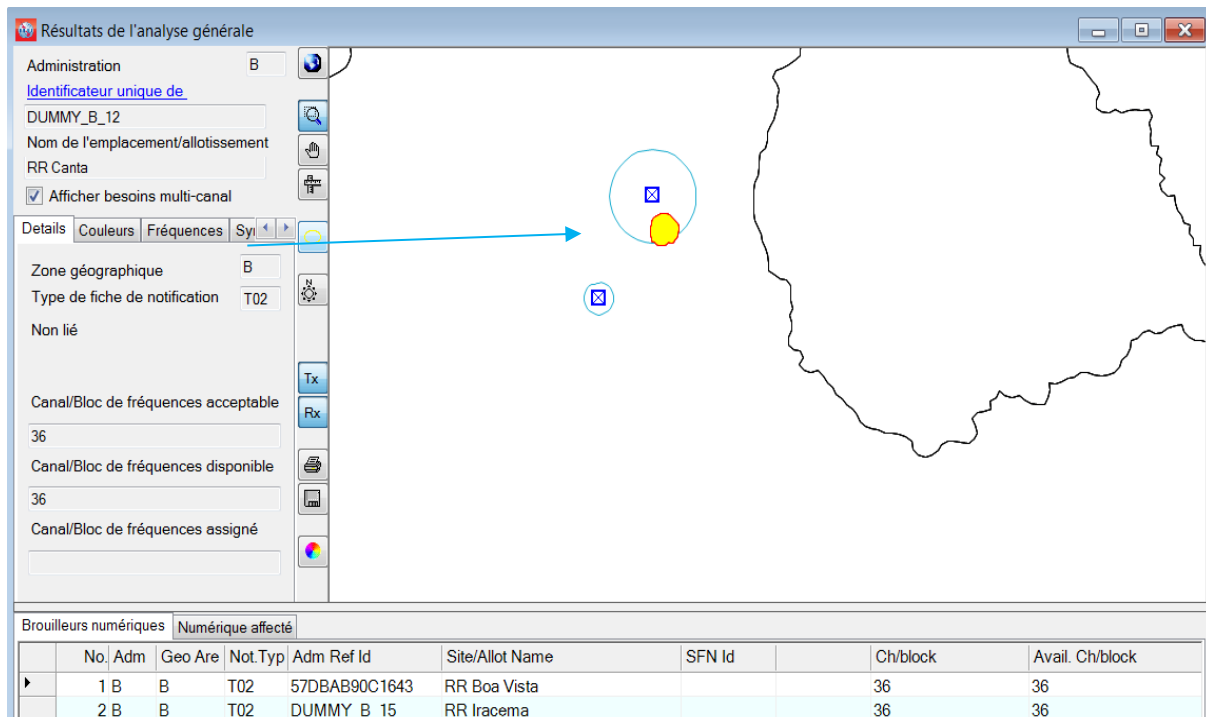 Résultats de l'analyse générale
Administration B
Identificateur unique de
DUMMY_B_12
Nom de l'emplacement/allotissement
RR Canta
Afficher besoins multi-canal
Details Couleurs Fréquences Syr
Zone géographique B
Type de fiche de notification T02
Non lié
Canal/Bloc de fréquences acceptable
36
Canal/Bloc de fréquences disponible
36
Canal/Bloc de fréquences assigné
N
Tx
Rx
Brouilleurs numériques Numérique affecté
No. Adm Geo Are Not.Typ Adm Ref Id Site/Allot Name SFN Id Ch/block Avail. Ch/block
1 B B T02 57DBAB90C1643 RR Boa Vista 36 36
2 B B T02 DUMMY_B_15 RR Iracema 36 36